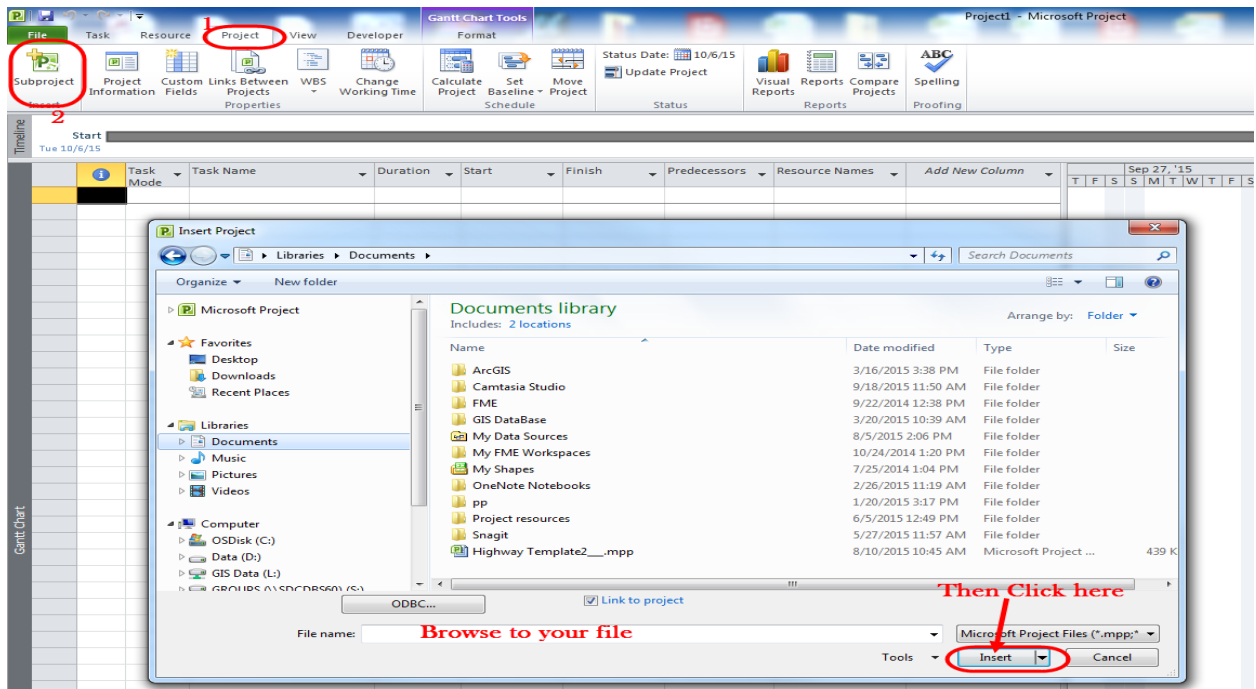 Project1 - Microsoft Project
Gantt Chart Tools
1
File Task Resource Project View Developer Format
Subproject
Project Information
Custom Fields
Links Between Projects
WBS
Change Working Time
Calculate Project
Set Baseline
Move Project
Status Date: 10/6/15
Update Project
Visual Reports
Reports
Compare Projects
ABC
Spelling
Insert Properties Schedule Status Reports Proofing
2
Timeline
Start
Tue 10/6/15
Task Mode Task Name Duration Start Finish Predecessors Resource Names Add New Column
Sep 27, '15
T F S S M T W T F S
Gantt Chart
Insert Project
Libraries Documents
Search Documents
Organize New folder
Microsoft Project
Favorites
Desktop
Downloads
Recent Places
Libraries
Documents
Music
Pictures
Videos
Computer
OSDisk (C:)
Data (D:)
GIS Data (L:)
GROUPS (\\SDCDBS60) (S:)
Documents library
Includes: 2 locations
Arrange by: Folder
Name Date modified Type Size
ArcGIS 3/16/2015 3:38 PM File folder
Camtasia Studio 9/18/2015 11:50 AM File folder
FME 9/22/2014 12:38 PM File folder
GIS DataBase 3/20/2015 10:39 AM File folder
My Data Sources 8/5/2015 2:06 PM File folder
My FME Workspaces 10/24/2014 1:20 PM File folder
My Shapes 7/25/2014 1:04 PM File folder
OneNote Notebooks 2/26/2015 11:19 AM File folder
pp 1/20/2015 3:17 PM File folder
Project resources 6/5/2015 12:49 PM File folder
Snagit 5/27/2015 11:57 AM File folder
Highway Template2__.mpp 8/10/2015 10:45 AM Microsoft Project ... 439 K
Then Click here
ODBC...
Link to project
File name: Browse to your file
Microsoft Project Files (*.mpp;*
Tools Insert Cancel